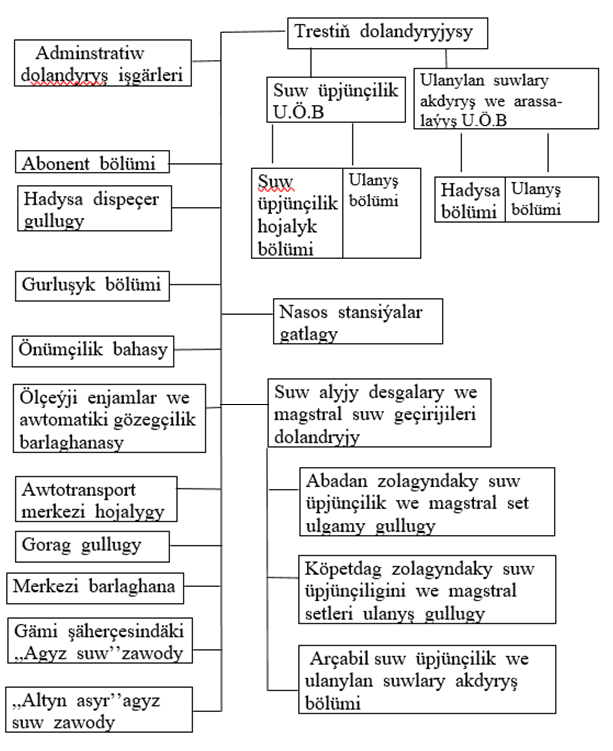 Trestiň dolandyryjysy
Adminstratiw
dolandyryş işgärleri
Suw üpjünçilik
U.Ö.B
Ulanylan suwlary
akdyryş we arassa-
laýyş U.Ö.B
Abonent bölümi
Hadysa dispeçer
gullugy
Suw
üpjünçilik
hojalyk
bölümi
Ulanyş
bölümi
Hadysa
bölümi
Ulanyş
bölümi
Gurluşyk bölümi
Nasos stansiýalar
gatlagy
Önümçilik bahasy
Ölçeýji enjamlar we
awtomatiki gözegçilik
barlaghanasy
Suw alyjy desgalary we
magstral suw geçirijileri
dolandryjy
Awtotransport
merkezi hojalygy
Abadan zolagyndaky suw
üpjünçilik we magstral set
ulgamy gullugy
Gorag gullugy
Merkezi barlaghana
Köpetdag zolagyndaky suw
üpjünçiligini we magstral
setleri ulanyş gullugy
Gämi şäherçesindäki
,,Agyz suw’’zawody
Arçabil suw üpjünçilik we
ulanylan suwlary akdyryş
bölümi
,,Altyn asyr’’agyz
suw zawody